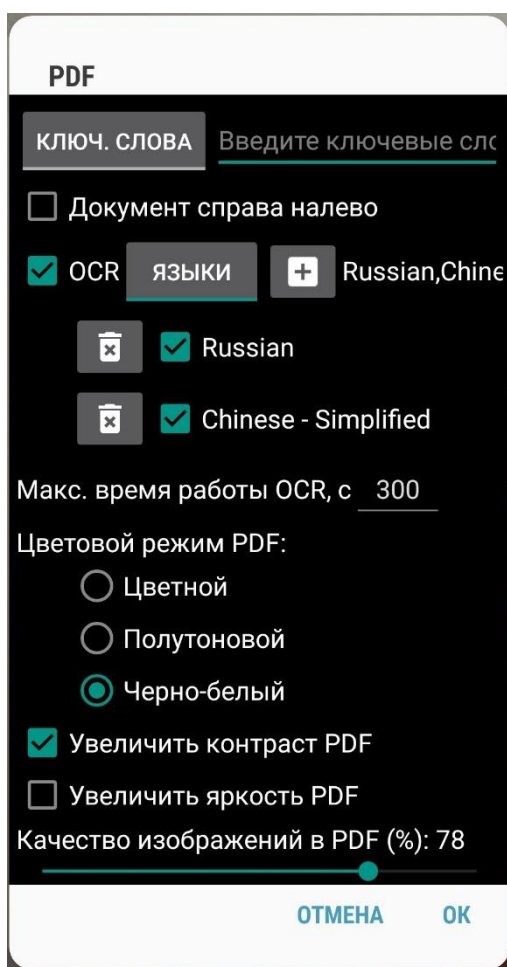 PDF
КЛЮЧ. СЛОВА Введите ключевые
Документ справа налево
OCR ЯЗЫКИ Russian,Chine
Russian
Chinese - Simplified
Макс. время работы OCR, с 300
Цветовой режим PDF:
Цветной
Полутоновой
Черно-белый
Увеличить контраст PDF
Увеличить яркость PDF
Качество изображений в PDF (%): 78
ОТМЕНА ОК